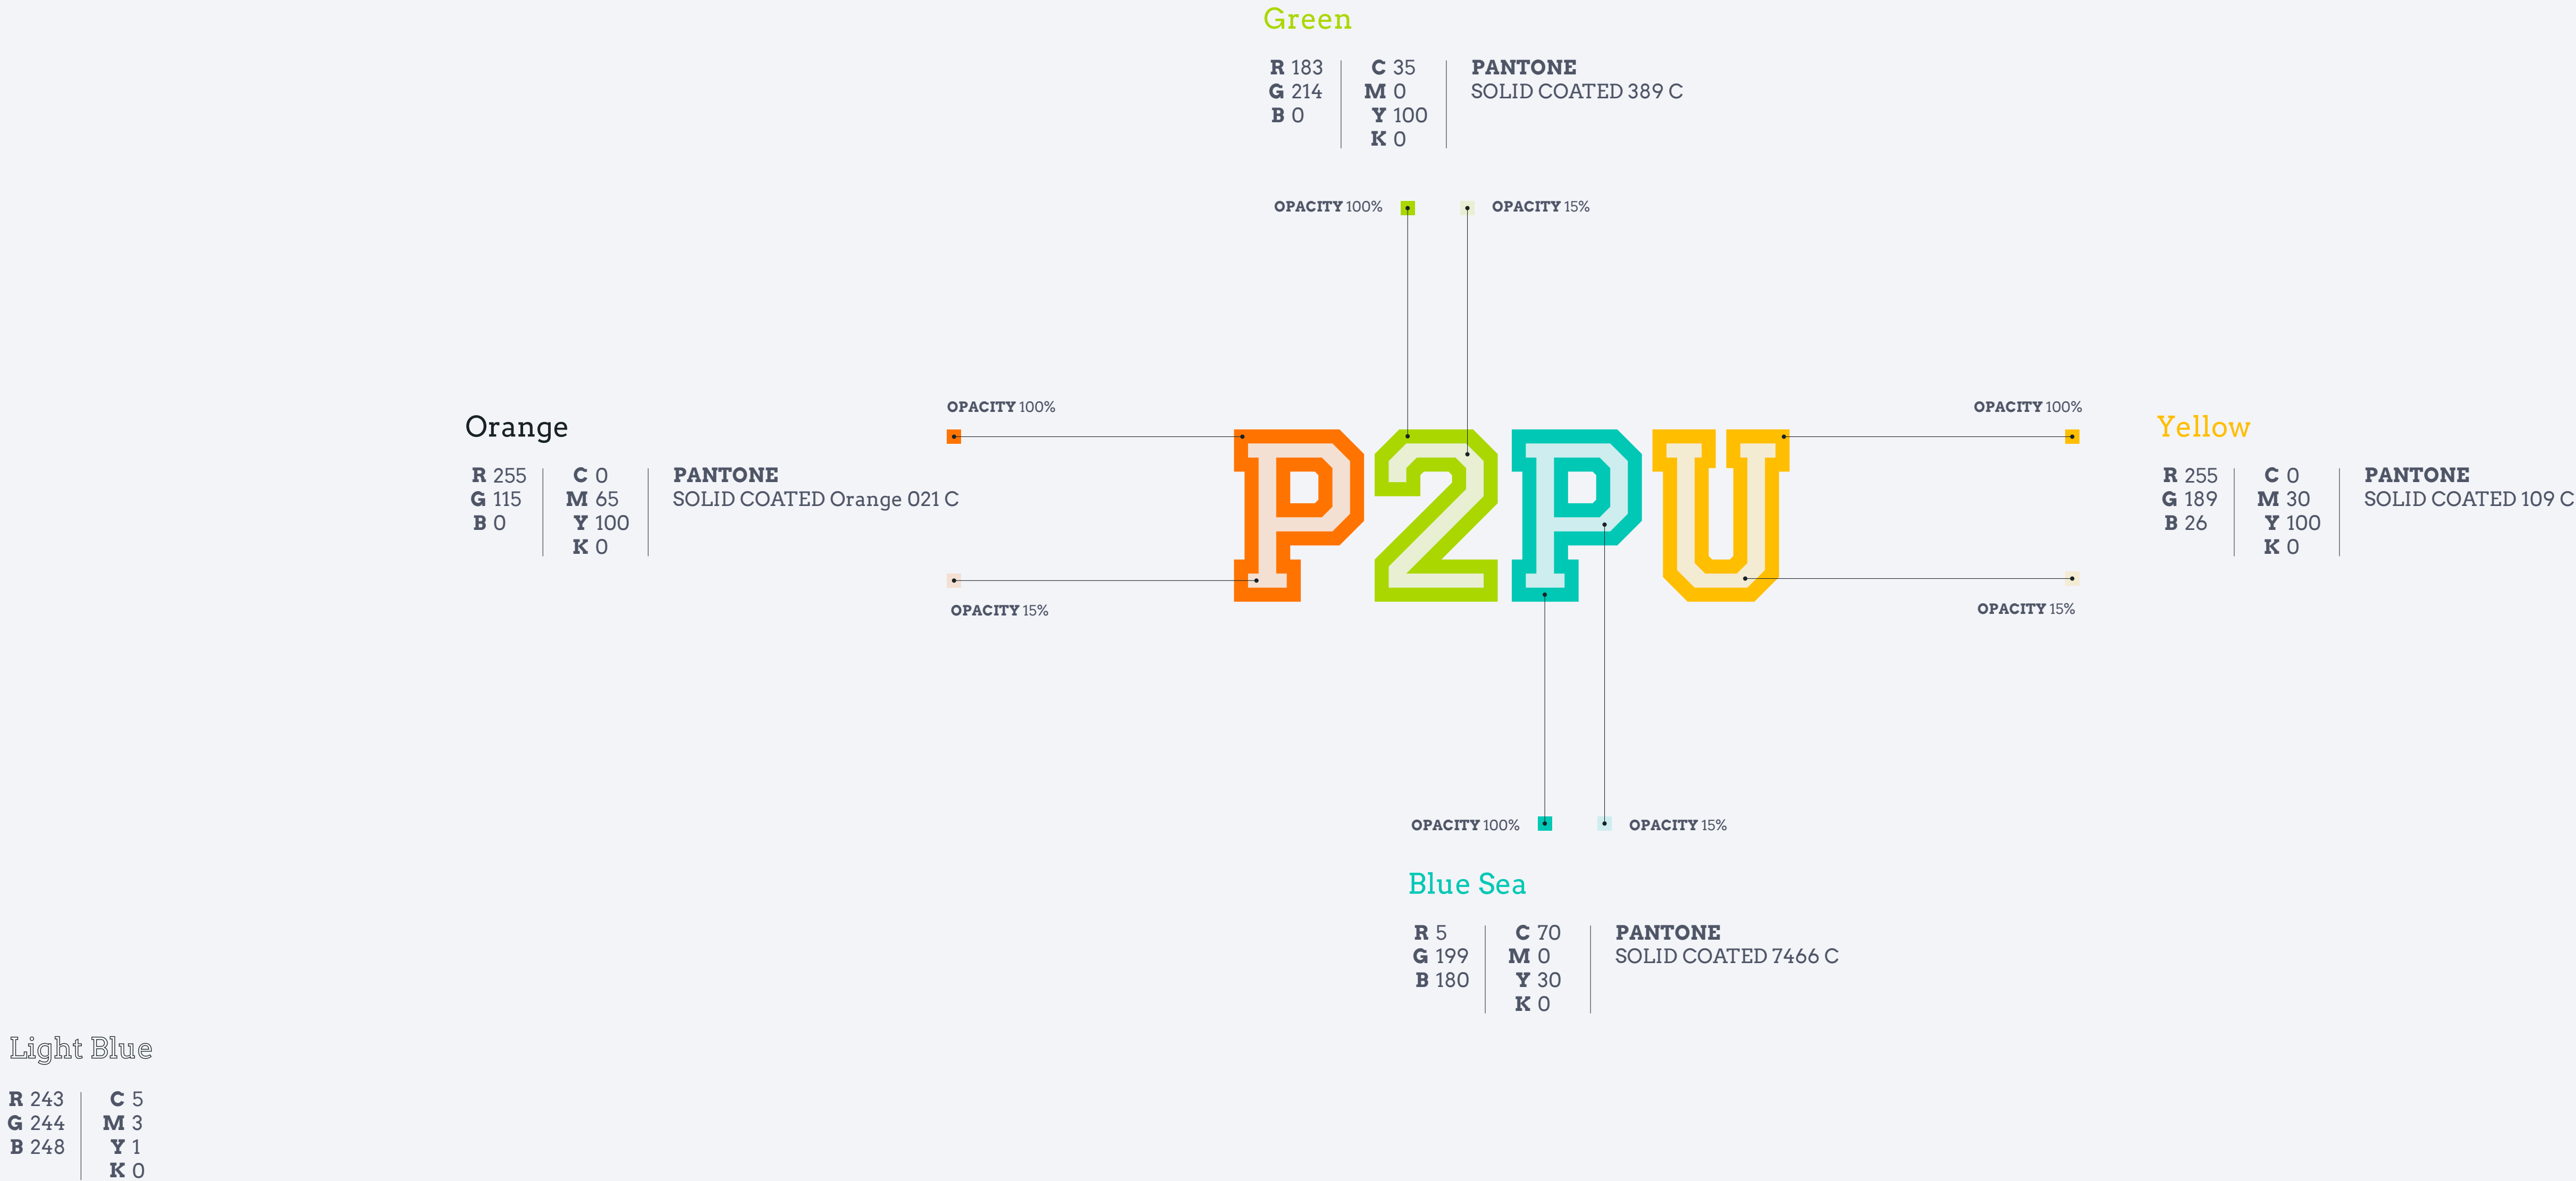 Green
R 183
G 214
B 0
C 35
M 0
Y 100
K 0
PANTONE
SOLID COATED 389 C
OPACITY 100%
OPACITY 15%
Orange
R 255
G 115
B 0
C 0
M 65
Y 100
K 0
PANTONE
SOLID COATED Orange 021 C
OPACITY 100%
OPACITY 15%
P2PU
OPACITY 100%
OPACITY 15%
Yellow
R 255
G 189
B 26
C 0
M 30
Y 100
K 0
PANTONE
SOLID COATED 109 C
OPACITY 100%
OPACITY 15%
Blue Sea
R 5
G 199
B 180
C 70
M 0
Y 30
K 0
PANTONE
SOLID COATED 7466 C
Light Blue
R 243
G 244
B 248
C 5
M 3
Y 1
K 0